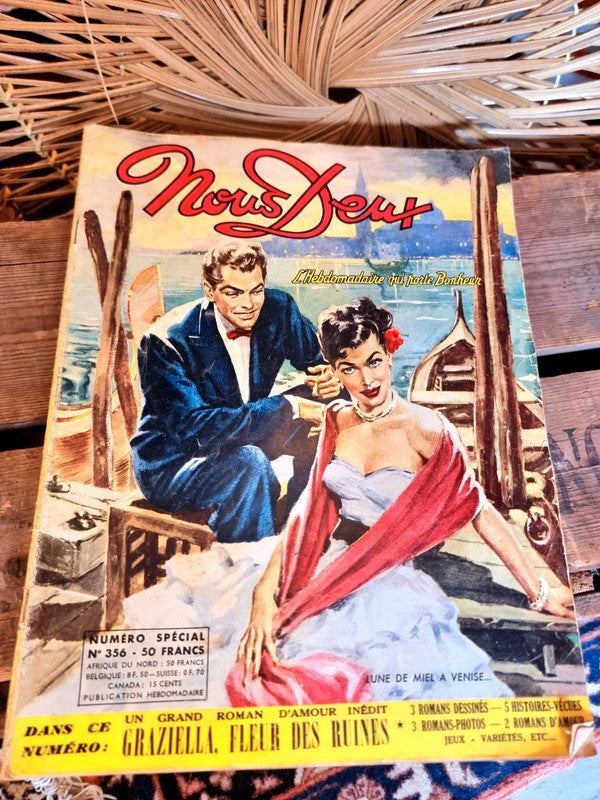 Nous Deux
L'Hebdomadaire qui porte Bonheur
NUMÉRO SPÉCIAL
N° 356 - 50 FRANCS
AFRIQUE DU NORD : 50 FRANCS
BELGIQUE : 8 F. 50 — SUISSE : 0 F. 70
CANADA : 15 CENTS
PUBLICATION HEBDOMADAIRE
LUNE DE MIEL A VENISE...
DANS CE
NUMÉRO :
UN GRAND ROMAN D'AMOUR INÉDIT
GRAZIELLA, FLEUR DES RUINES
★
3 ROMANS DESSINÉS — 5 HISTOIRES-VÉCUES
3 ROMANS-PHOTOS — 2 ROMANS D'AMOUR
JEUX - VARIÉTÉS, ETC...